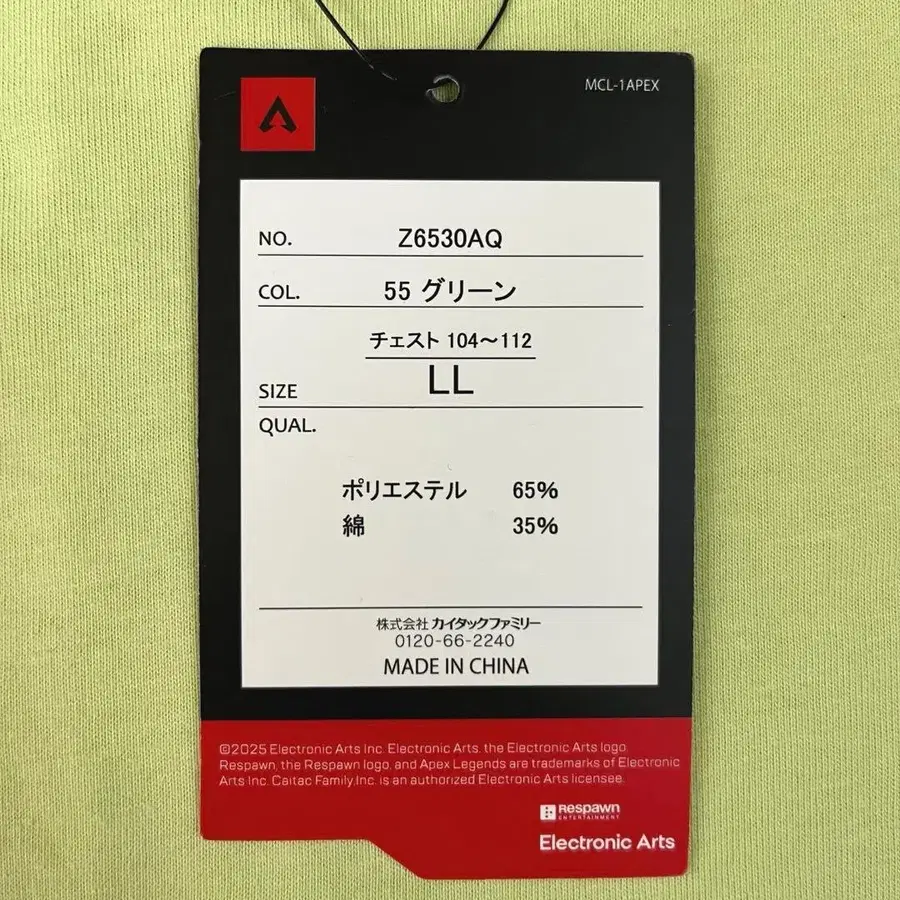 MCL-1APEX
NO. Z6530AQ
COL. 55 グリーン
チェスト 104～112
SIZE LL
QUAL.
ポリエステル 65%
綿 35%
株式会社 カイタックファミリー
0120-66-2240
MADE IN CHINA
©2025 Electronic Arts Inc. Electronic Arts, the Electronic Arts logo,
Respawn, the Respawn logo, and Apex Legends are trademarks of Electronic
Arts Inc. Caitac Family.Inc. is an authorized Electronic Arts licensee.
Respawn
ENTERTAINMENT
Electronic Arts